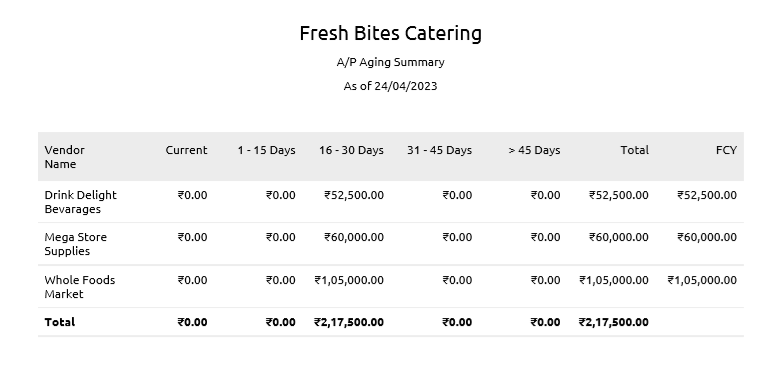 Fresh Bites Catering
A/P Aging Summary
As of 24/04/2023
Vendor Name Current 1 - 15 Days 16 - 30 Days 31 - 45 Days > 45 Days Total FCY
Drink Delight Bevarages ₹0.00 ₹0.00 ₹52,500.00 ₹0.00 ₹0.00 ₹52,500.00 ₹52,500.00
Mega Store Supplies ₹0.00 ₹0.00 ₹60,000.00 ₹0.00 ₹0.00 ₹60,000.00 ₹60,000.00
Whole Foods Market ₹0.00 ₹0.00 ₹1,05,000.00 ₹0.00 ₹0.00 ₹1,05,000.00 ₹1,05,000.00
Total ₹0.00 ₹0.00 ₹2,17,500.00 ₹0.00 ₹0.00 ₹2,17,500.00